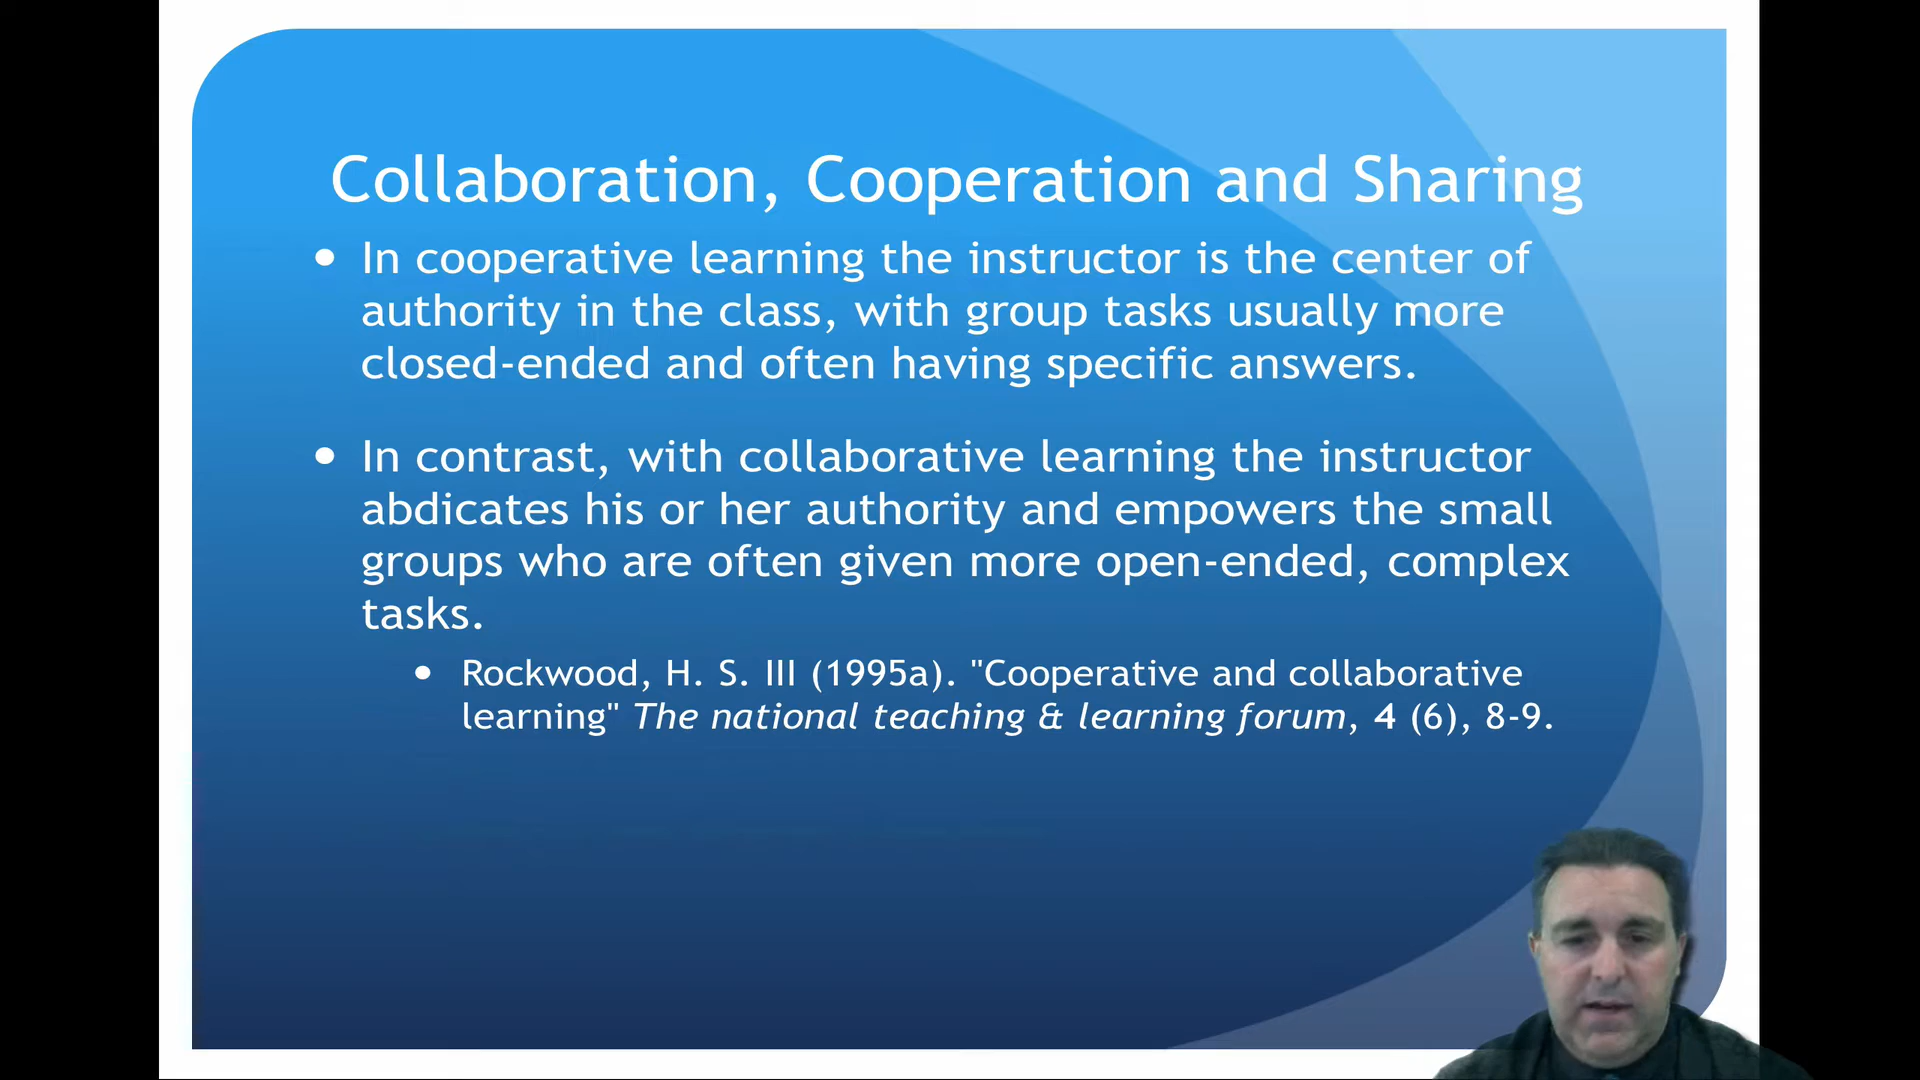 Collaboration, Cooperation and Sharing
• In cooperative learning the instructor is the center of
authority in the class, with group tasks usually more
closed-ended and often having specific answers.
• In contrast, with collaborative learning the instructor
abdicates his or her authority and empowers the small
groups who are often given more open-ended, complex
tasks.
• Rockwood, H. S. III (1995a). "Cooperative and collaborative
learning" The national teaching & learning forum, 4 (6), 8-9.